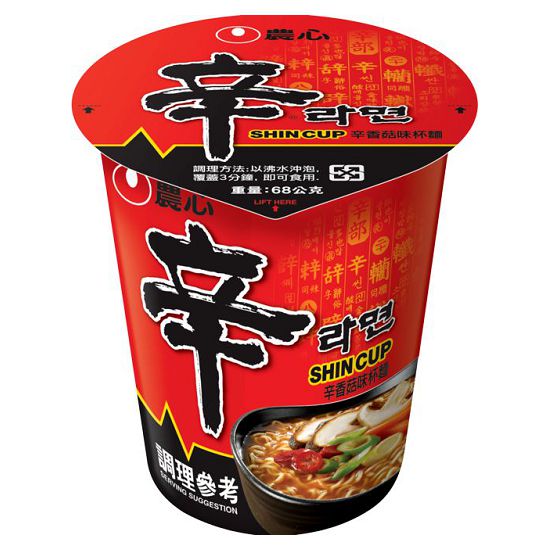 農心
辛
라면
SHIN CUP 辛香菇味杯麵
調理方法:以沸水沖泡,
覆蓋3分鐘,即可食用.
重量:68公克
LIFT HERE
農心
辛
라면
SHIN CUP
辛香菇味杯麵
調理參考
SERVING SUGGESTION